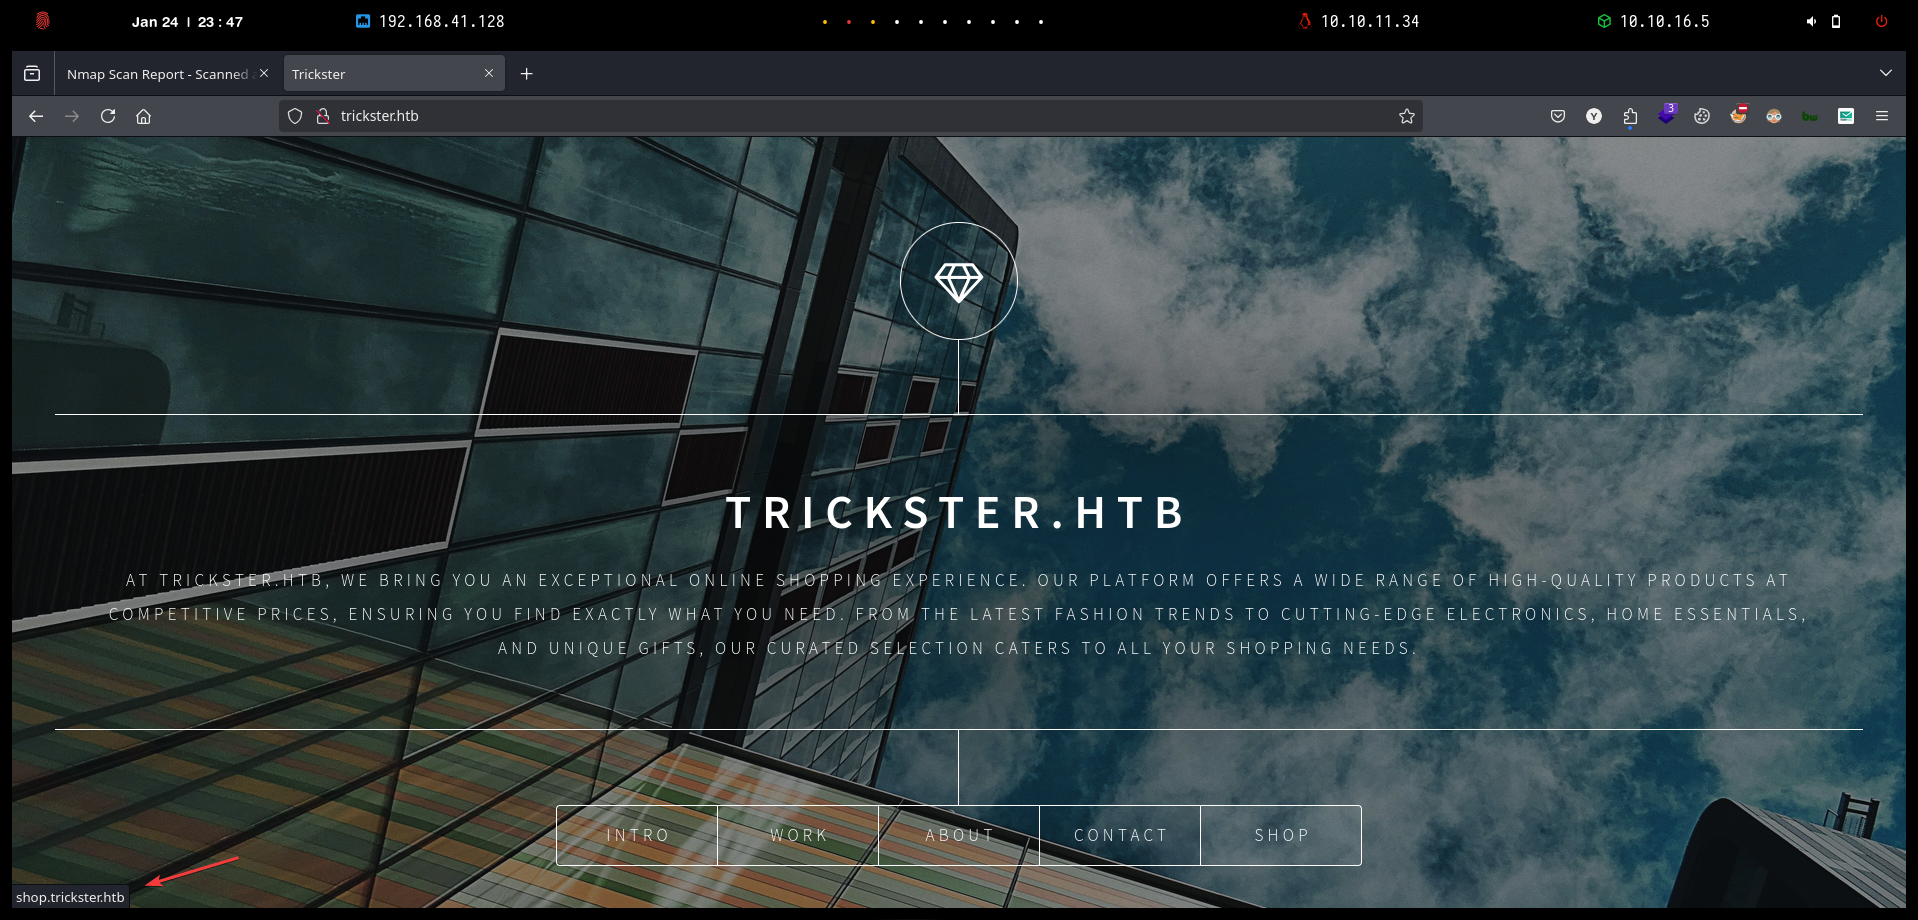 Jan 24 | 23 : 47
192.168.41.128
10.10.11.34
10.10.16.5
Nmap Scan Report - Scanned
Trickster
trickster.htb
Y
3
bw
TRICKSTER.HTB
AT TRICKSTER.HTB, WE BRING YOU AN EXCEPTIONAL ONLINE SHOPPING EXPERIENCE. OUR PLATFORM OFFERS A WIDE RANGE OF HIGH-QUALITY PRODUCTS AT
COMPETITIVE PRICES, ENSURING YOU FIND EXACTLY WHAT YOU NEED. FROM THE LATEST FASHION TRENDS TO CUTTING-EDGE ELECTRONICS, HOME ESSENTIALS,
AND UNIQUE GIFTS, OUR CURATED SELECTION CATERS TO ALL YOUR SHOPPING NEEDS.
INTRO
WORK
ABOUT
CONTACT
SHOP
shop.trickster.htb